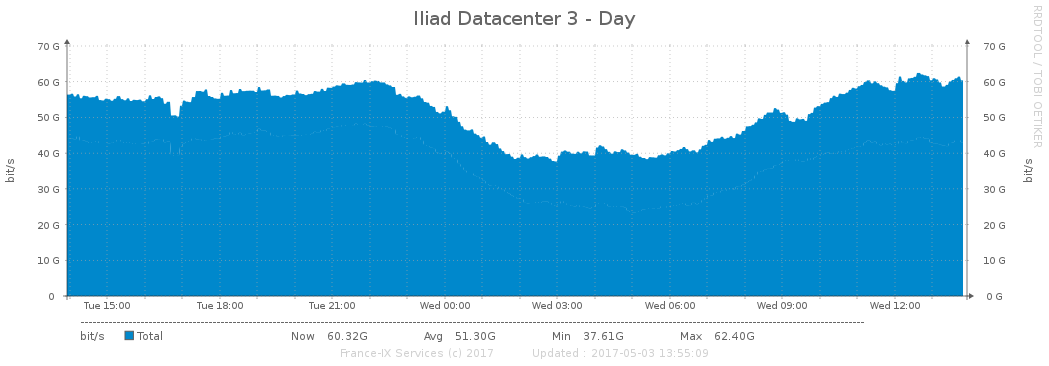 Iliad Datacenter 3 - Day
RRDTOOL / TOBI OETIKER
70 G 70 G
60 G 60 G
50 G 50 G
40 G 40 G
30 G 30 G
20 G 20 G
10 G 10 G
0 0 G
bit/s bit/s
Tue 15:00 Tue 18:00 Tue 21:00 Wed 00:00 Wed 03:00 Wed 06:00 Wed 09:00 Wed 12:00
bit/s Total Now 60.32G Avg 51.30G Min 37.61G Max 62.40G
France-IX Services (c) 2017 Updated : 2017-05-03 13:55:09